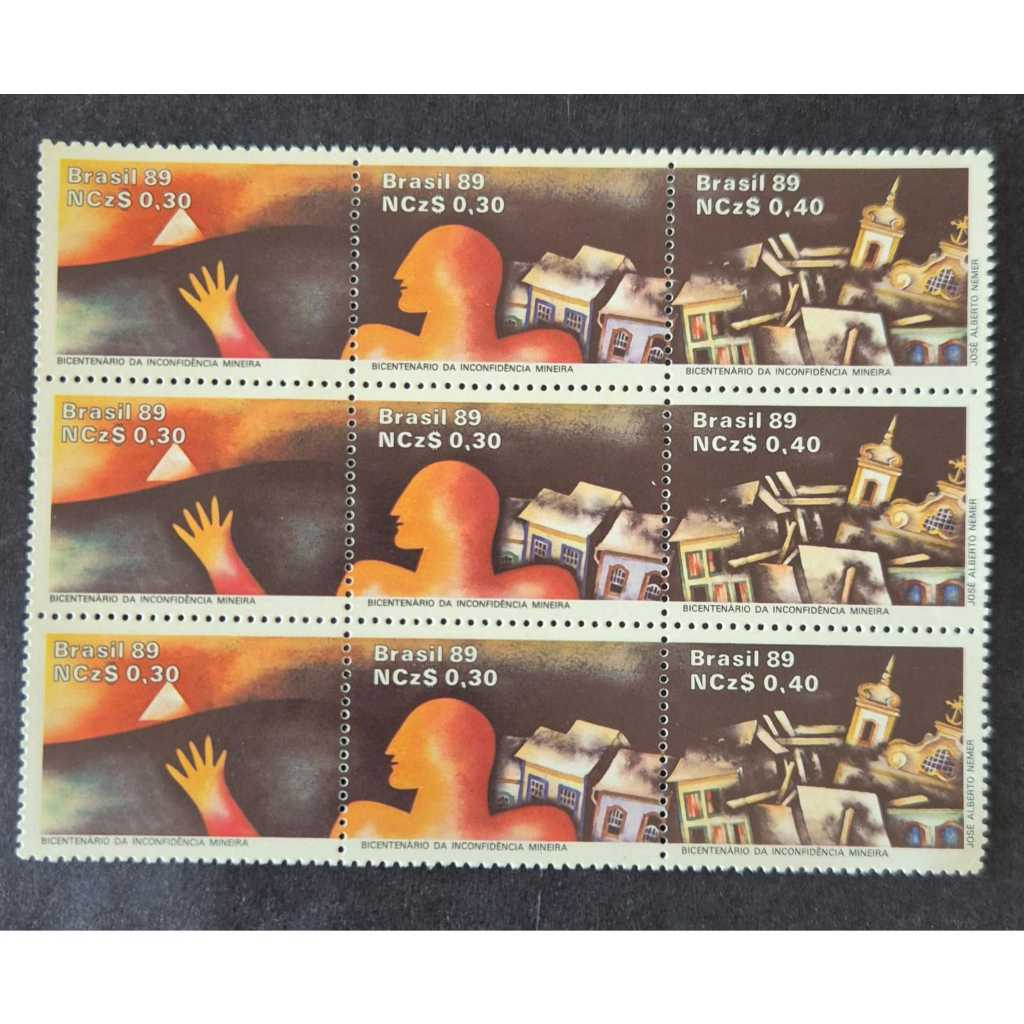 Brasil 89
NCz$ 0,30
BICENTENÁRIO DA INCONFIDÊNCIA MINEIRA
Brasil 89
NCz$ 0,30
BICENTENÁRIO DA INCONFIDÊNCIA MINEIRA
Brasil 89
NCz$ 0,40
BICENTENÁRIO DA INCONFIDÊNCIA MINEIRA
JOSÉ ALBERTO NEMER
Brasil 89
NCz$ 0,30
BICENTENÁRIO DA INCONFIDÊNCIA MINEIRA
Brasil 89
NCz$ 0,30
BICENTENÁRIO DA INCONFIDÊNCIA MINEIRA
Brasil 89
NCz$ 0,40
BICENTENÁRIO DA INCONFIDÊNCIA MINEIRA
JOSÉ ALBERTO NEMER
Brasil 89
NCz$ 0,30
BICENTENÁRIO DA INCONFIDÊNCIA MINEIRA
Brasil 89
NCz$ 0,30
BICENTENÁRIO DA INCONFIDÊNCIA MINEIRA
Brasil 89
NCz$ 0,40
BICENTENÁRIO DA INCONFIDÊNCIA MINEIRA
JOSÉ ALBERTO NEMER